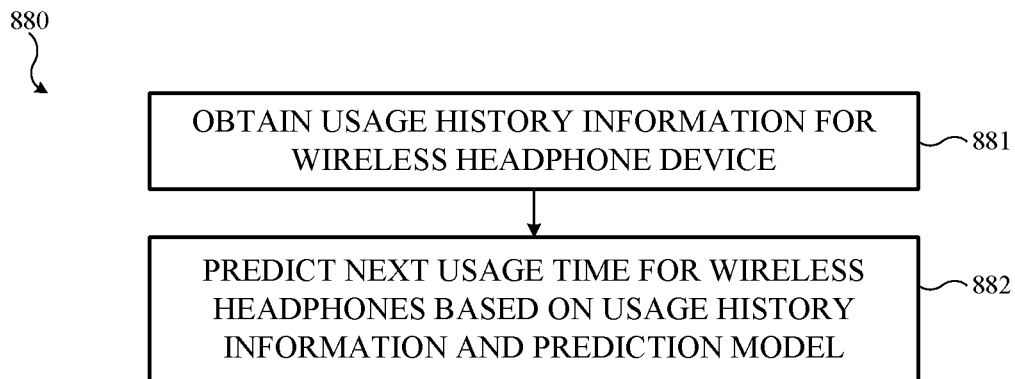 880
OBTAIN USAGE HISTORY INFORMATION FOR
WIRELESS HEADPHONE DEVICE
881
PREDICT NEXT USAGE TIME FOR WIRELESS
HEADPHONES BASED ON USAGE HISTORY
INFORMATION AND PREDICTION MODEL
882